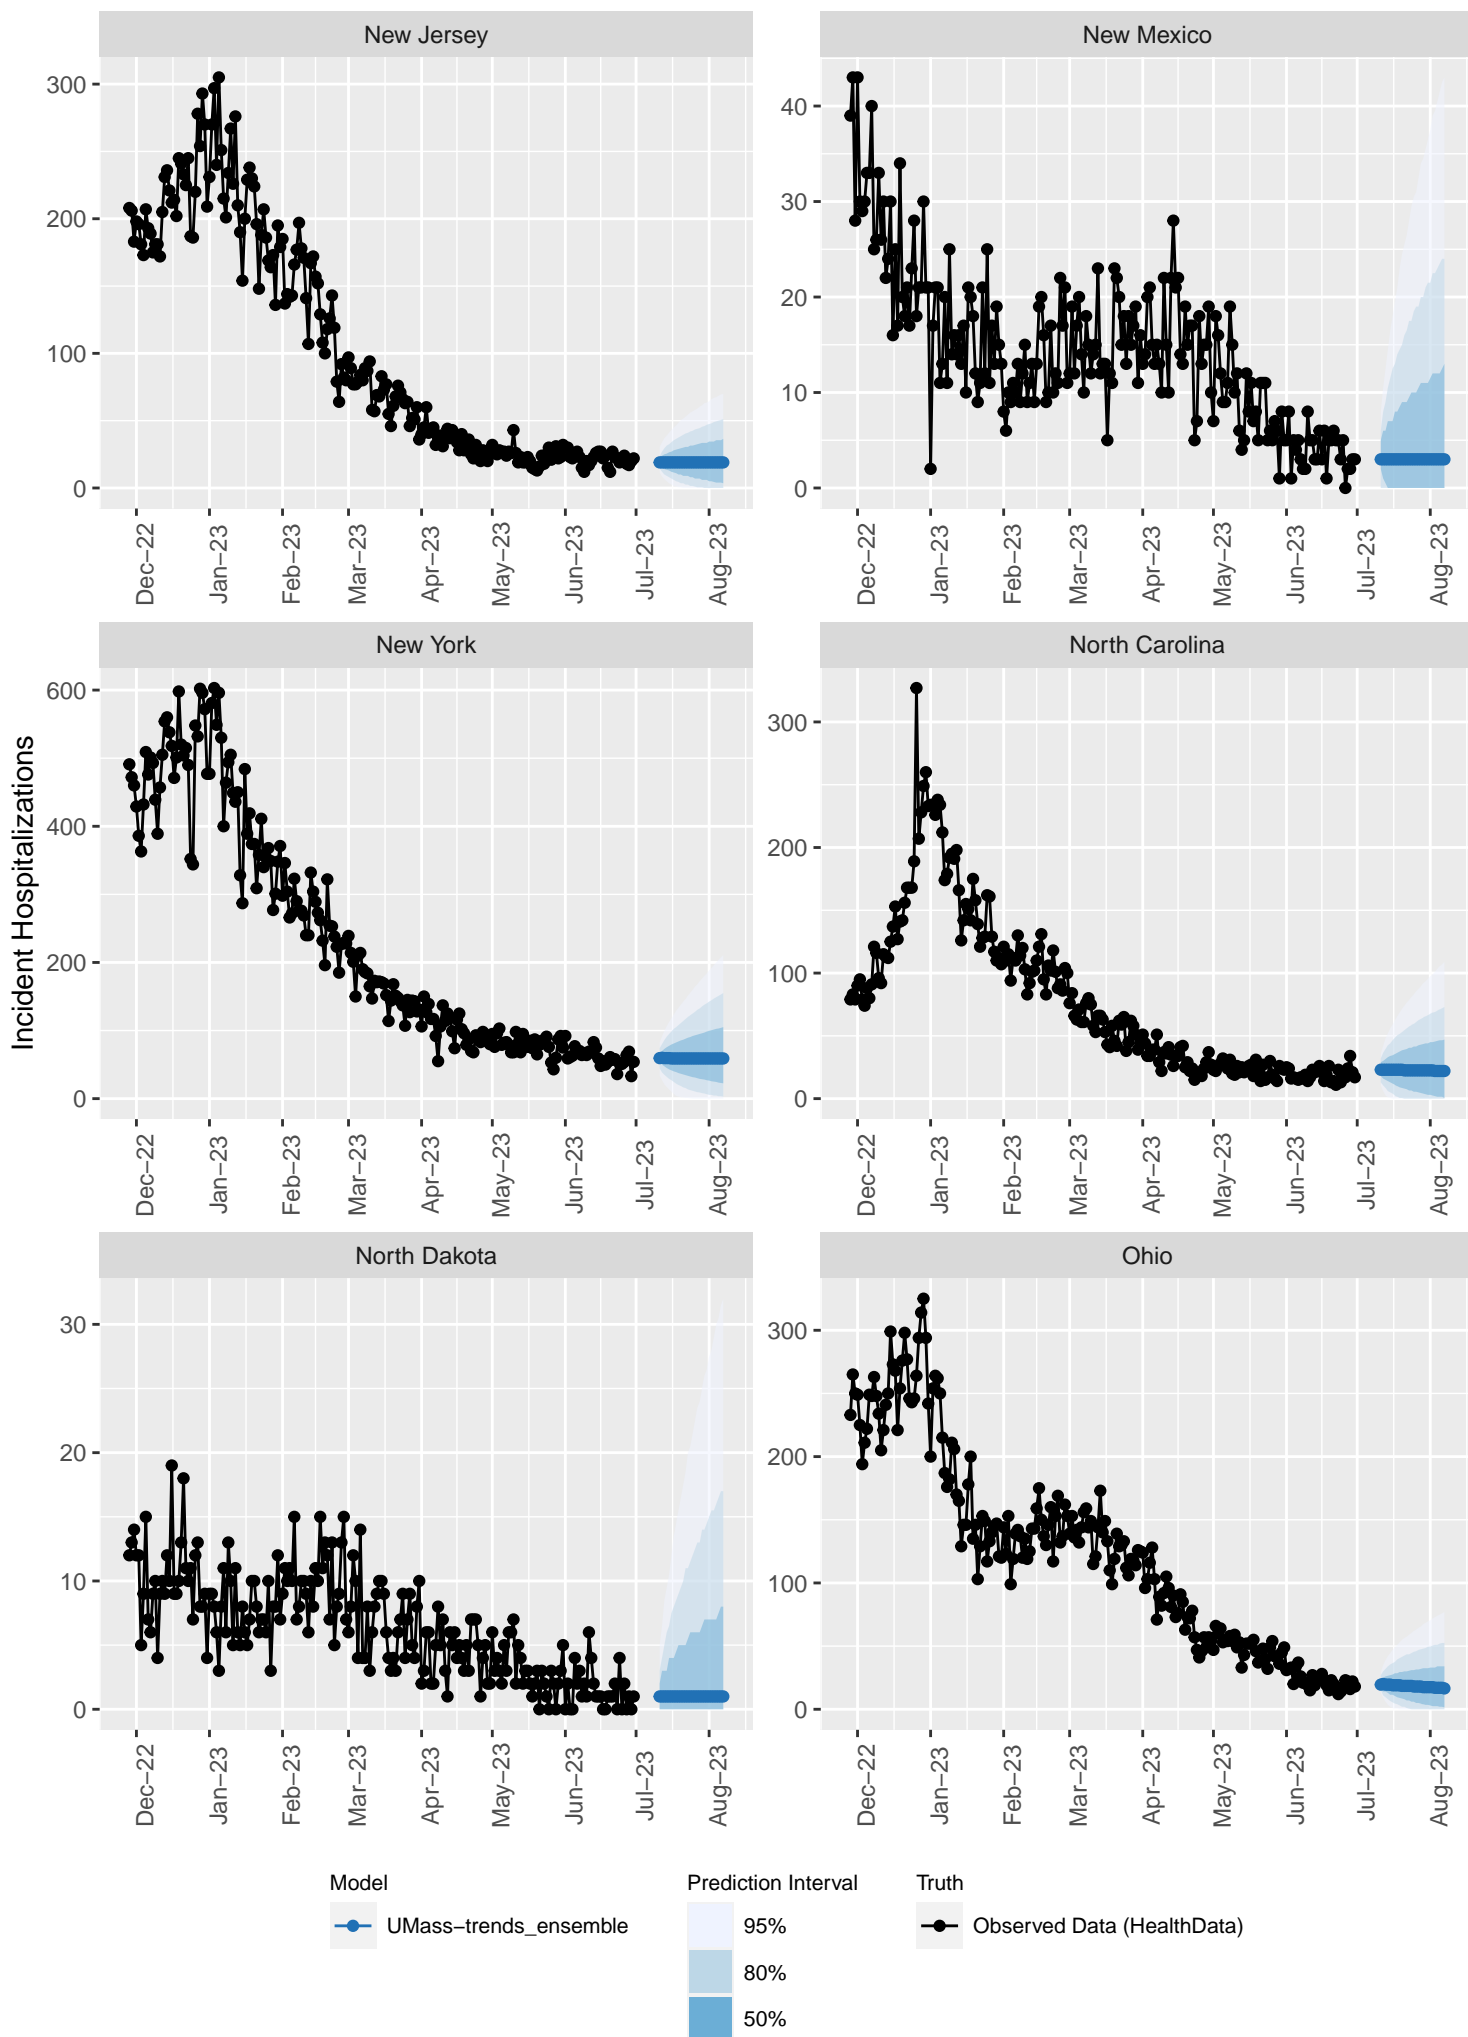 New Jersey
New Mexico
300
200
100
0
40
30
20
10
0
Dec−22
Jan−23
Feb−23
Mar−23
Apr−23
May−23
Jun−23
Jul−23
Aug−23
Dec−22
Jan−23
Feb−23
Mar−23
Apr−23
May−23
Jun−23
Jul−23
Aug−23
Incident Hospitalizations
New York
North Carolina
600
400
200
0
300
200
100
0
Dec−22
Jan−23
Feb−23
Mar−23
Apr−23
May−23
Jun−23
Jul−23
Aug−23
Dec−22
Jan−23
Feb−23
Mar−23
Apr−23
May−23
Jun−23
Jul−23
Aug−23
North Dakota
Ohio
30
20
10
0
300
200
100
0
Dec−22
Jan−23
Feb−23
Mar−23
Apr−23
May−23
Jun−23
Jul−23
Aug−23
Dec−22
Jan−23
Feb−23
Mar−23
Apr−23
May−23
Jun−23
Jul−23
Aug−23
Model
UMass−trends_ensemble
Prediction Interval
95%
80%
50%
Truth
Observed Data (HealthData)